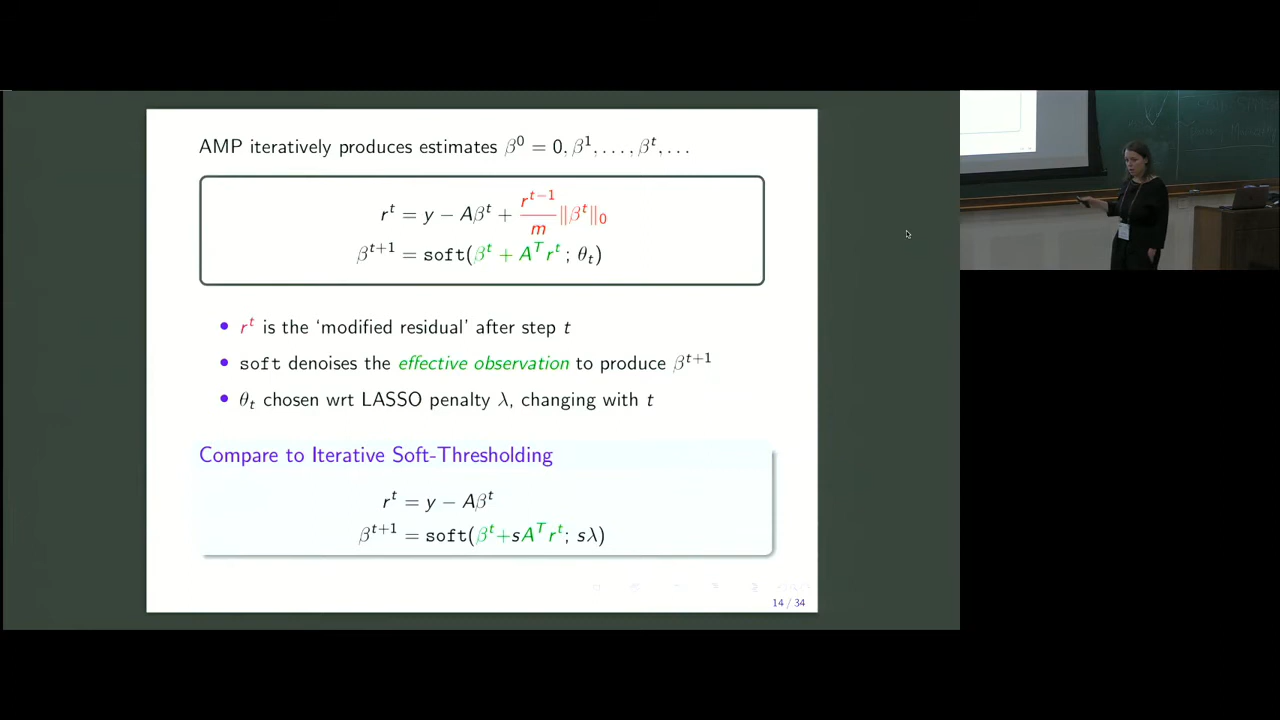 AMP iteratively produces estimates β^0 = 0, β^1, . . . , β^t, . . .
r^t = y − Aβ^t + r^{t−1}/m ‖β^t‖_0
β^{t+1} = soft(β^t + A^T r^t ; θ_t)
• r^t is the ‘modified residual’ after step t
• soft denoises the effective observation to produce β^{t+1}
• θ_t chosen wrt LASSO penalty λ, changing with t
Compare to Iterative Soft-Thresholding
r^t = y − Aβ^t
β^{t+1} = soft(β^t+sA^T r^t; sλ)
14 / 34